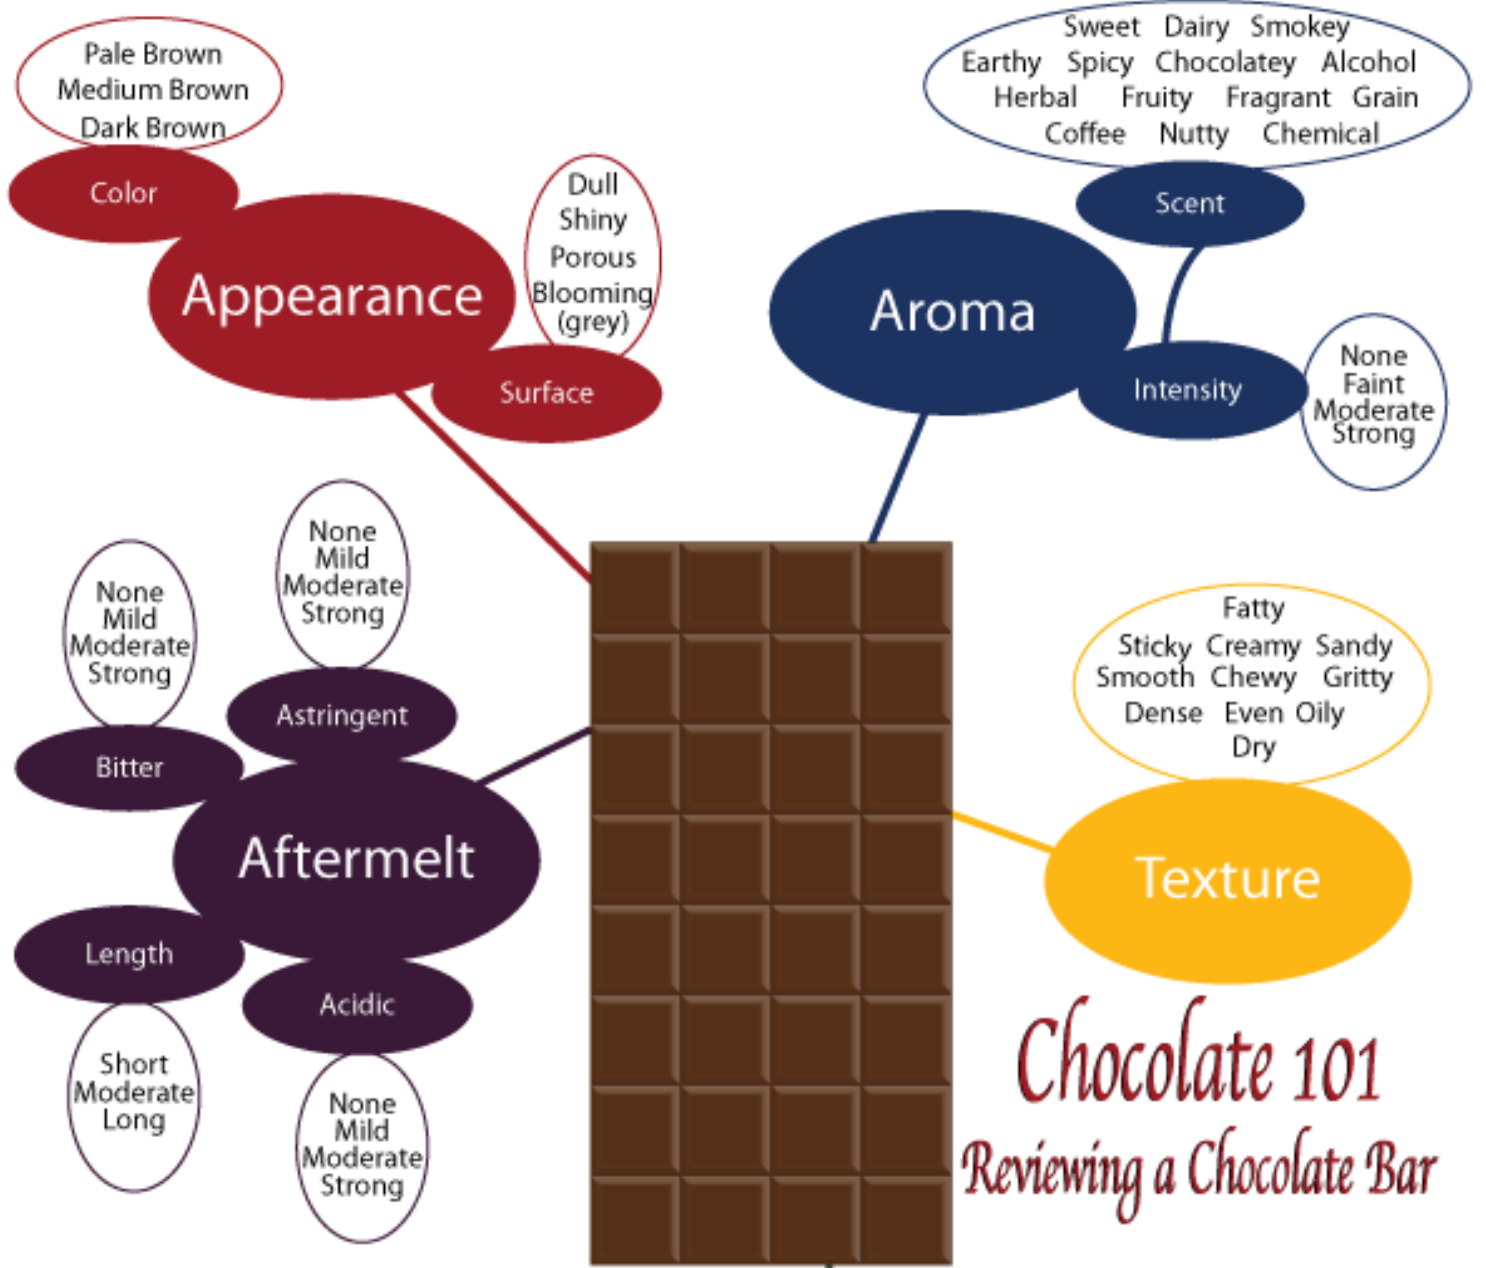 Pale Brown
Medium Brown
Dark Brown
Color
Appearance
Dull
Shiny
Porous
Blooming
(grey)
Surface
Sweet Dairy Smokey
Earthy Spicy Chocolatey Alcohol
Herbal Fruity Fragrant Grain
Coffee Nutty Chemical
Scent
Aroma
Intensity
None
Faint
Moderate
Strong
None
Mild
Moderate
Strong
Astringent
None
Mild
Moderate
Strong
Bitter
Aftermelt
Length
Short
Moderate
Long
Acidic
None
Mild
Moderate
Strong
Fatty
Sticky Creamy Sandy
Smooth Chewy Gritty
Dense Even Oily
Dry
Texture
Chocolate 101
Reviewing a Chocolate Bar